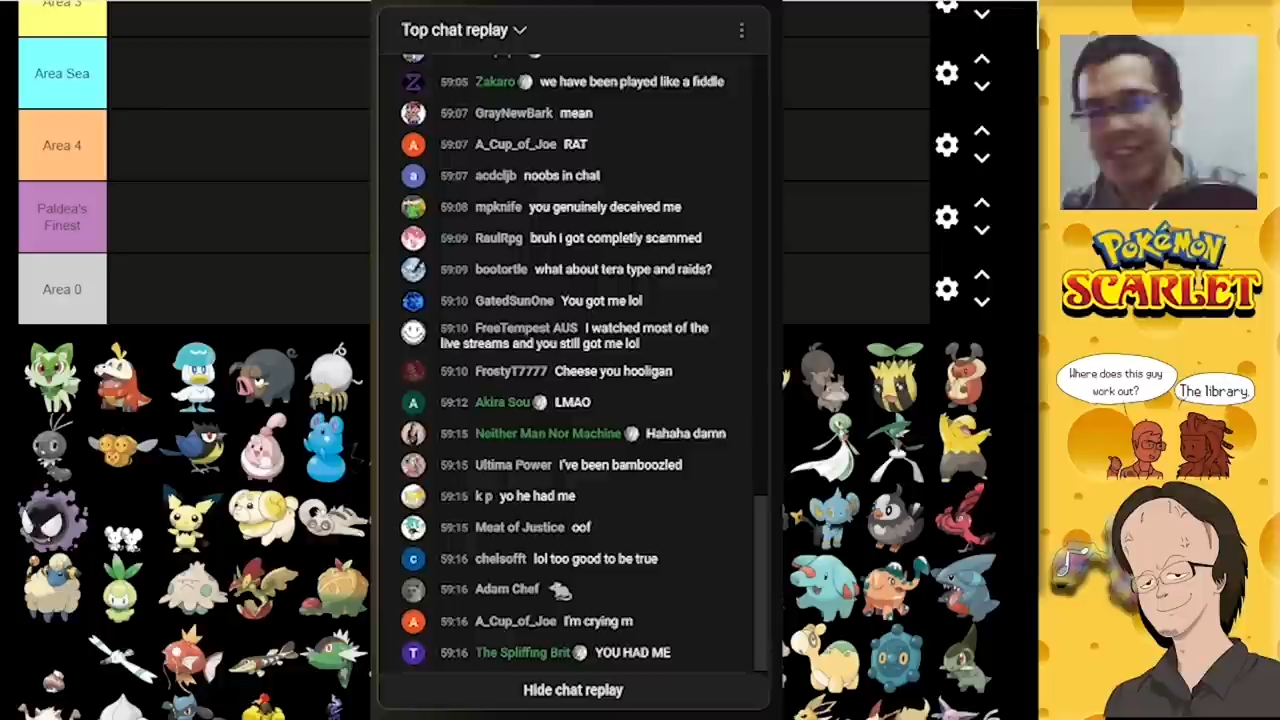 Area 3
Area Sea
Area 4
Paldea's
Finest
Area 0
Top chat replay
59:05 Zakaro we have been played like a fiddle
59:07 GrayNewBark mean
59:07 A_Cup_of_Joe RAT
59:07 acdcljb noobs in chat
59:08 mpknife you genuinely deceived me
59:09 RaulRpg bruh I got completly scammed
59:09 bootortle what about tera type and raids?
59:10 GatedSunOne You got me lol
59:10 FreeTempest AUS I watched most of the
live streams and you still got me lol
59:10 FrostyT7777 Cheese you hooligan
59:12 Akira Sou LMAO
59:15 Neither Man Nor Machine Hahaha damn
59:15 Ultima Power I've been bamboozled
59:15 k p yo he had me
59:15 Meat of Justice oof
59:16 chelsofft lol too good to be true
59:16 Adam Chef
59:16 A_Cup_of_Joe I'm crying rn
59:16 The Spliffing Brit YOU HAD ME
Hide chat replay
POKéMON
SCARLET
Where does this guy
work out?
The library.